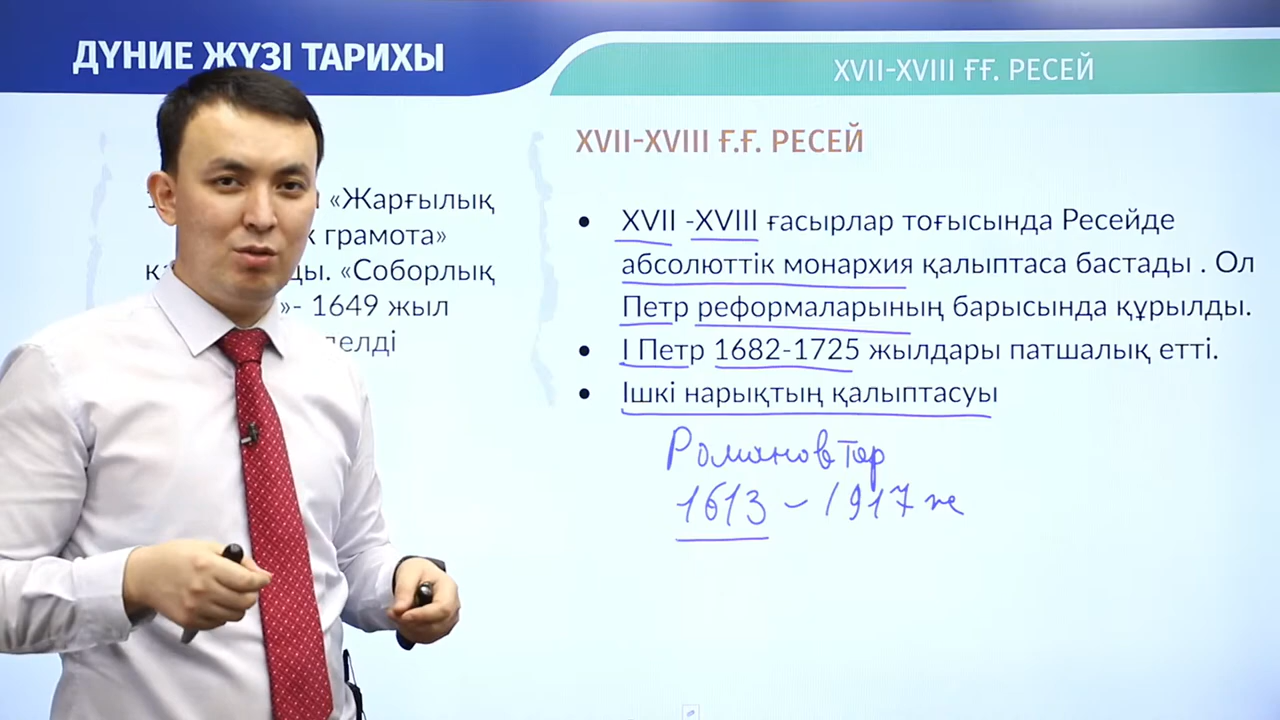 ДҮНИЕ ЖҮЗІ ТАРИХЫ
XVII-XVIII ҒҒ. РЕСЕЙ
XVII-XVIII Ғ.Ғ. РЕСЕЙ
«Жарғылық
грамота»
«Соборлық
»- 1649 жыл
• XVII -XVIII ғасырлар тоғысында Ресейде
абсолюттік монархия қалыптаса бастады . Ол
Петр реформаларының барысында құрылды.
• І Петр 1682-1725 жылдары патшалық етті.
• Ішкі нарықтың қалыптасуы
Романовтар
1613 – 1917 ж